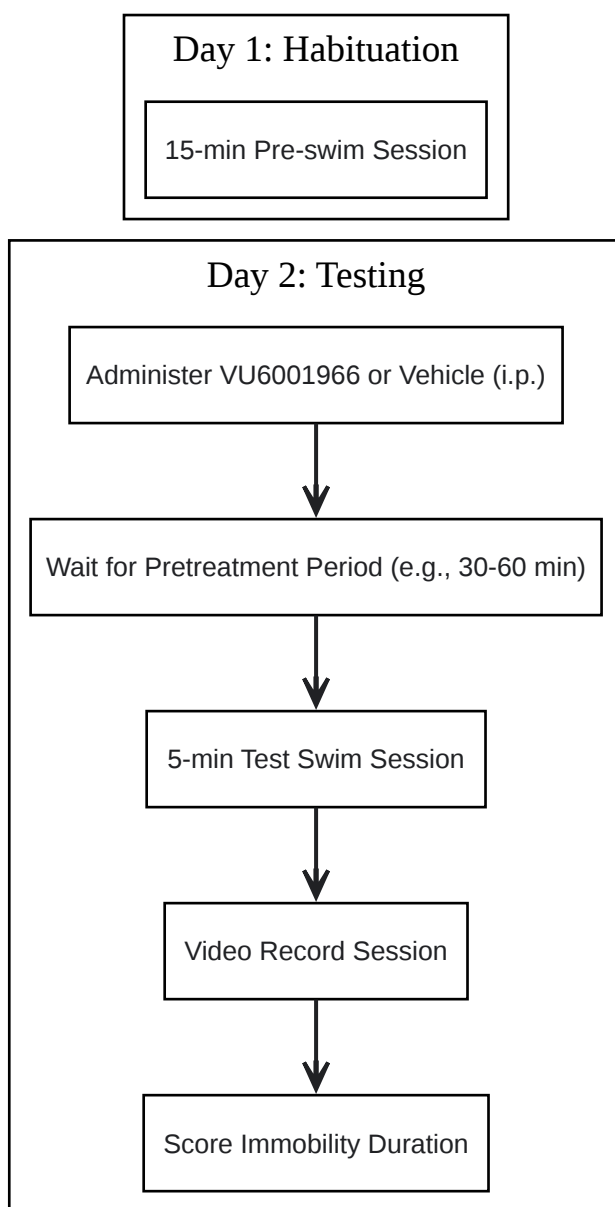 Day 1: Habituation
15-min Pre-swim Session
Day 2: Testing
Administer VU6001966 or Vehicle (i.p.)
Wait for Pretreatment Period (e.g., 30-60 min)
5-min Test Swim Session
Video Record Session
Score Immobility Duration